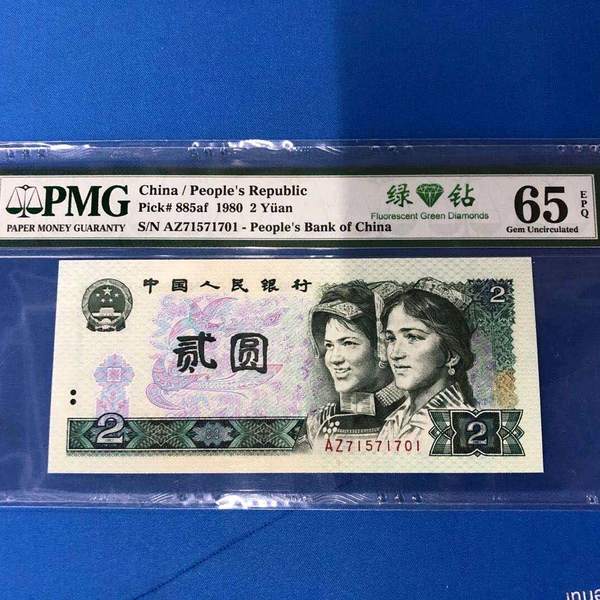 PMG
PAPER MONEY GUARANTY
China / People's Republic
Pick# 885af 1980 2 Yüan
S/N AZ71571701 - People's Bank of China
绿 钻
Fluorescent Green Diamonds
65 EPQ
Gem Uncirculated
中国人民银行
2
贰圆
2
2
AZ71571701